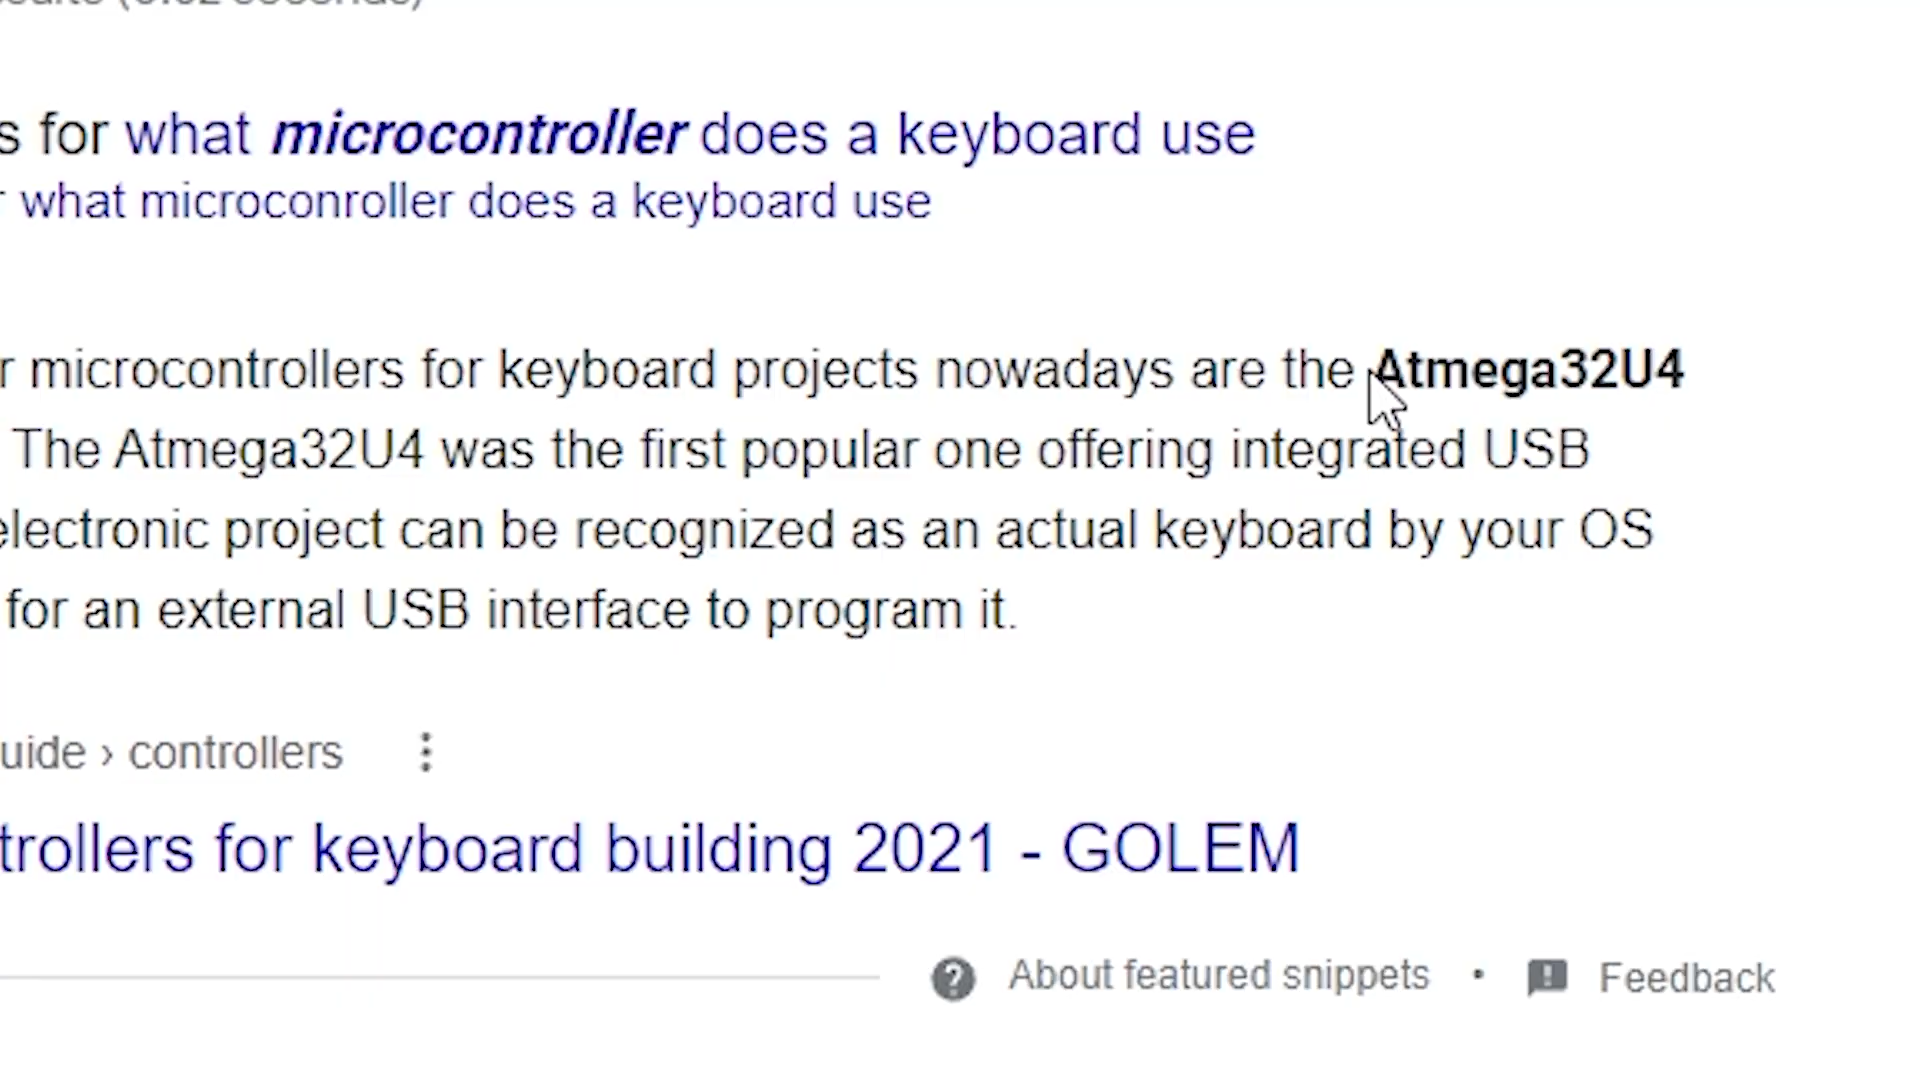 s for what microcontroller does a keyboard use
r what microconroller does a keyboard use
r microcontrollers for keyboard projects nowadays are the Atmega32U4
The Atmega32U4 was the first popular one offering integrated USB
electronic project can be recognized as an actual keyboard by your OS
for an external USB interface to program it.
uide › controllers
trollers for keyboard building 2021 - GOLEM
About featured snippets • Feedback